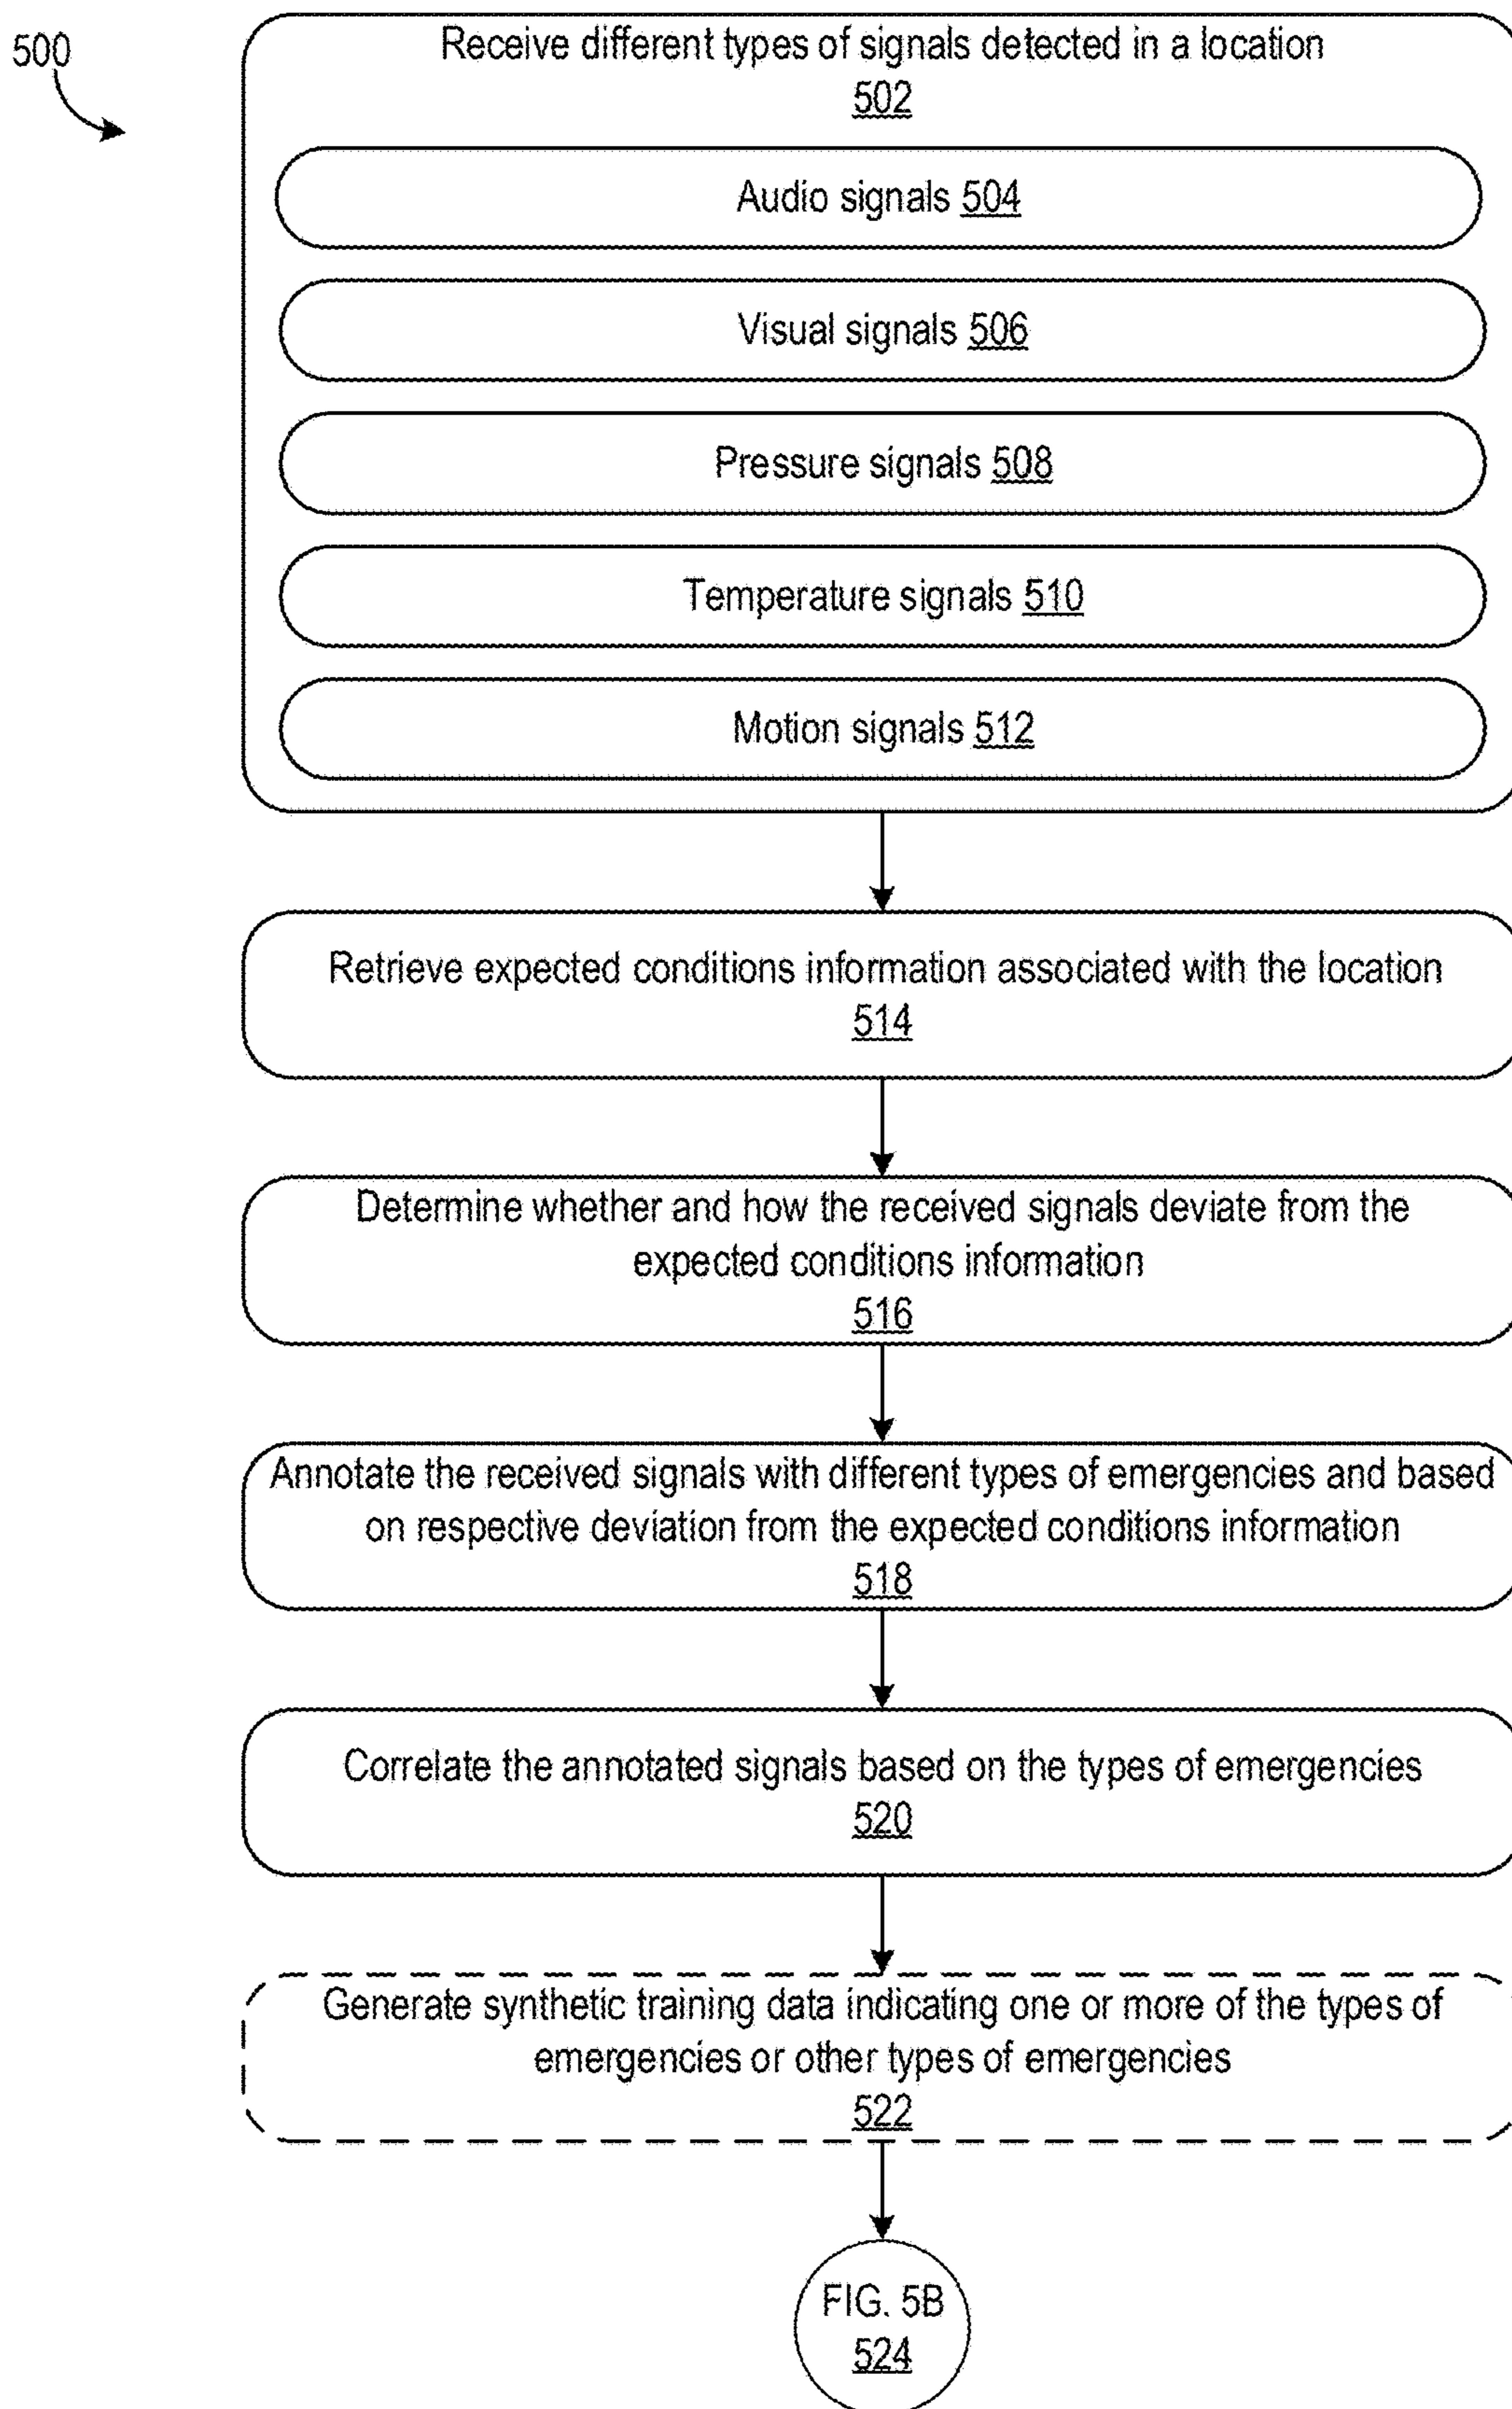 500
Receive different types of signals detected in a location
502
Audio signals 504
Visual signals 506
Pressure signals 508
Temperature signals 510
Motion signals 512
Retrieve expected conditions information associated with the location
514
Determine whether and how the received signals deviate from the
expected conditions information
516
Annotate the received signals with different types of emergencies and based
on respective deviation from the expected conditions information
518
Correlate the annotated signals based on the types of emergencies
520
Generate synthetic training data indicating one or more of the types of
emergencies or other types of emergencies
522
FIG. 5B
524